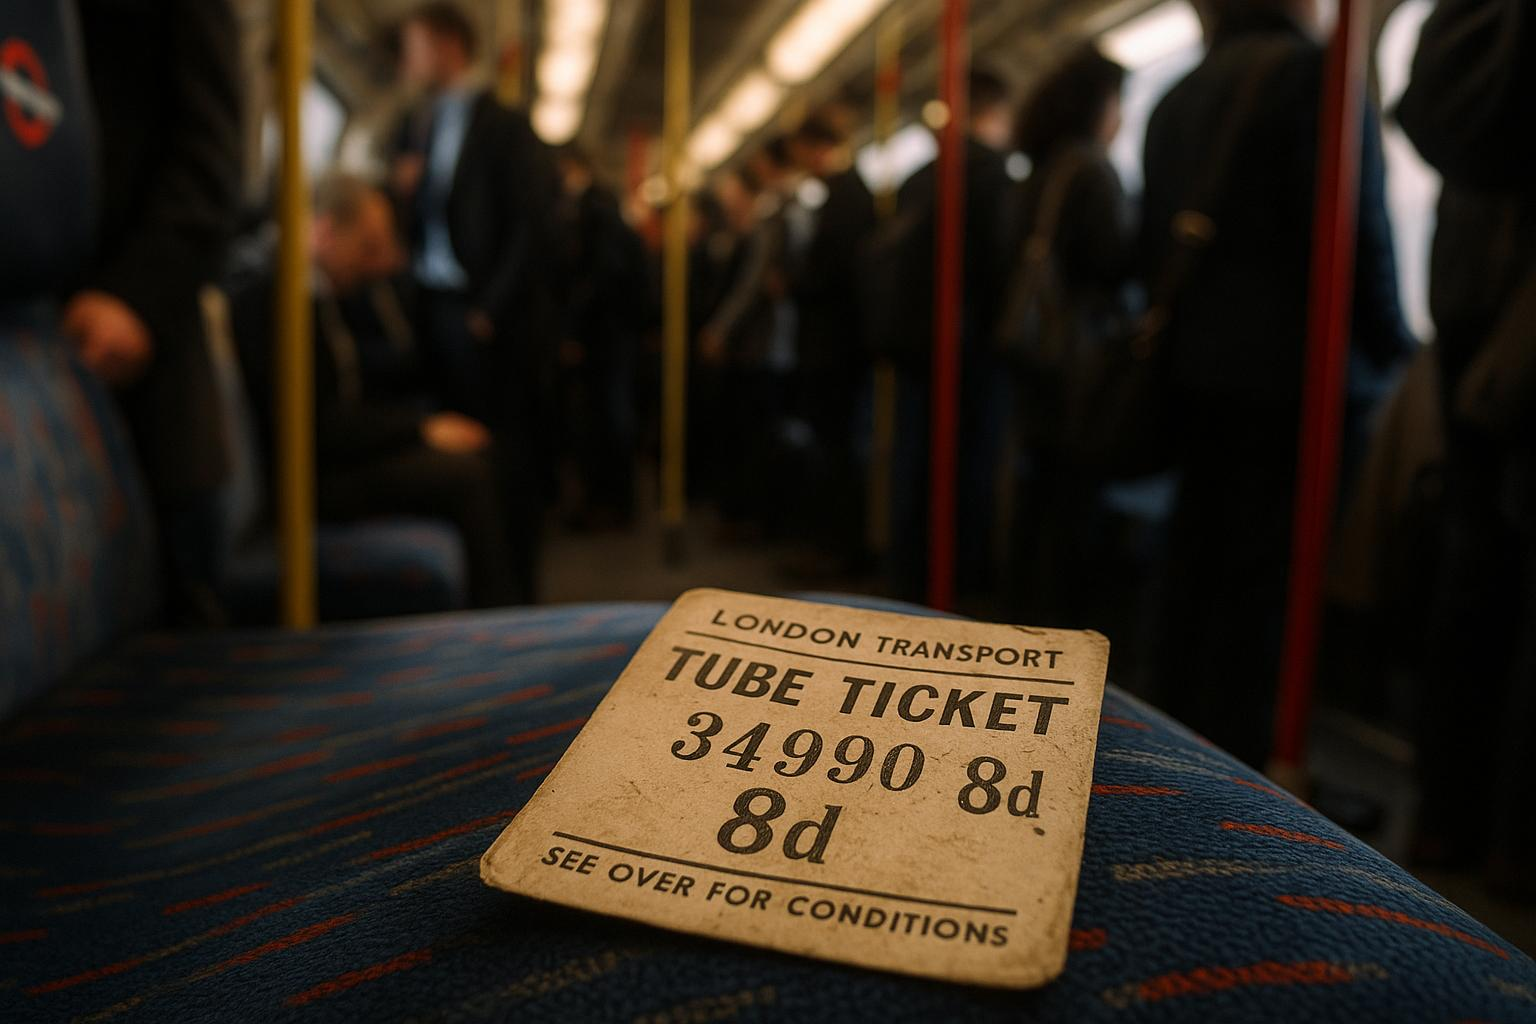 LONDON TRANSPORT
TUBE TICKET
34990 8d
8d
SEE OVER FOR CONDITIONS